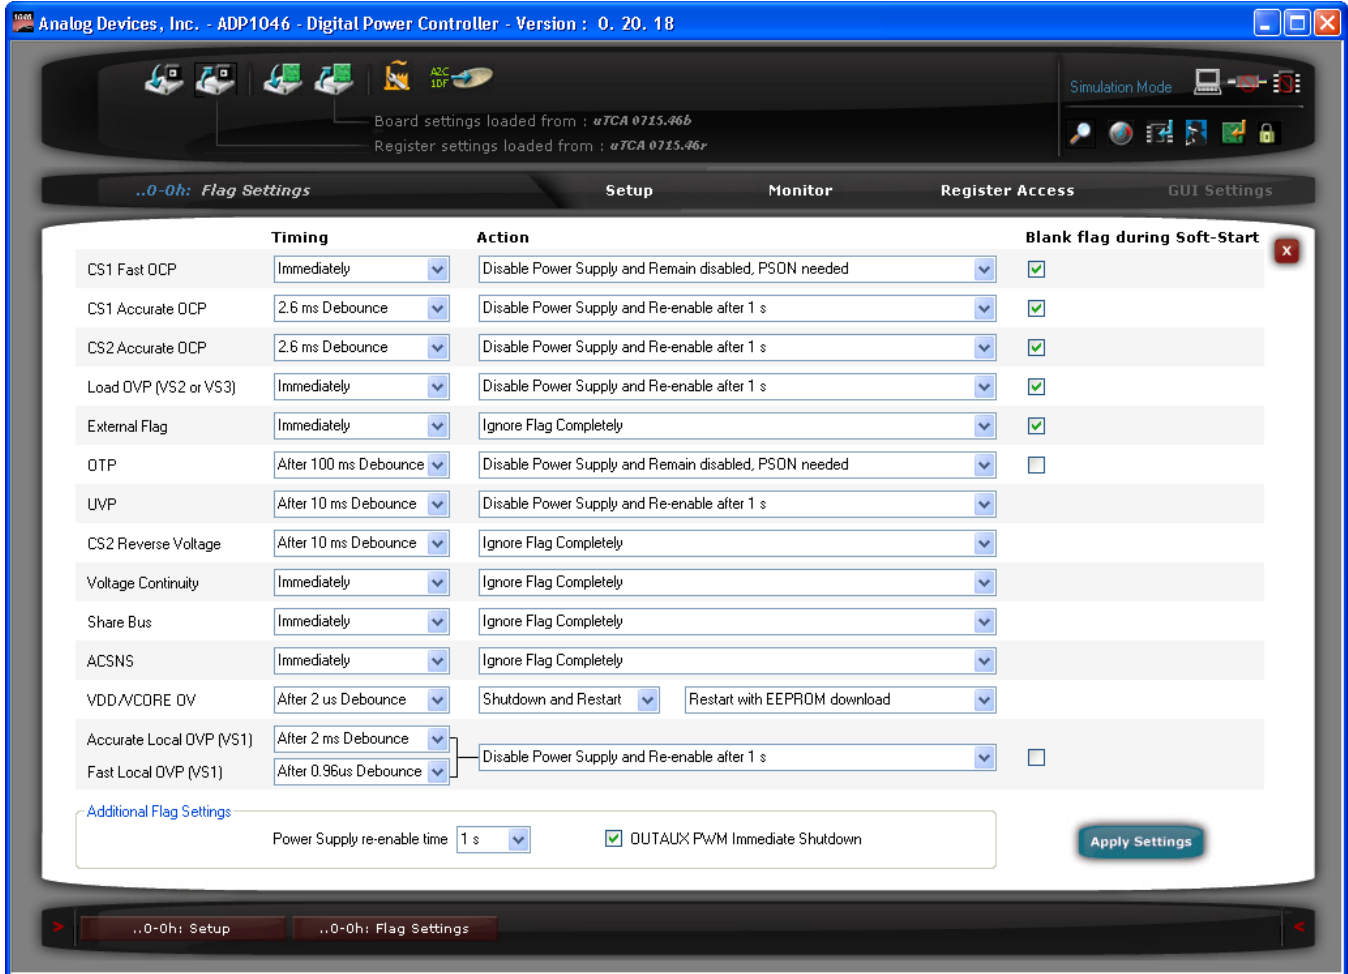 Analog Devices, Inc. - ADP1046 - Digital Power Controller - Version : 0. 20. 18
A2C
1DF
Simulation Mode
Board settings loaded from : uTCA 0715.46b
Register settings loaded from : uTCA 0715.46r
..0-0h: Flag Settings Setup Monitor Register Access GUI Settings
Timing Action Blank flag during Soft-Start
X
CS1 Fast OCP Immediately Disable Power Supply and Remain disabled, PSON needed
CS1 Accurate OCP 2.6 ms Debounce Disable Power Supply and Re-enable after 1 s
CS2 Accurate OCP 2.6 ms Debounce Disable Power Supply and Re-enable after 1 s
Load OVP (VS2 or VS3) Immediately Disable Power Supply and Re-enable after 1 s
External Flag Immediately Ignore Flag Completely
OTP After 100 ms Debounce Disable Power Supply and Remain disabled, PSON needed
UVP After 10 ms Debounce Disable Power Supply and Re-enable after 1 s
CS2 Reverse Voltage After 10 ms Debounce Ignore Flag Completely
Voltage Continuity Immediately Ignore Flag Completely
Share Bus Immediately Ignore Flag Completely
ACSNS Immediately Ignore Flag Completely
VDD/VCORE OV After 2 us Debounce Shutdown and Restart Restart with EEPROM download
Accurate Local OVP (VS1) After 2 ms Debounce
Disable Power Supply and Re-enable after 1 s
Fast Local OVP (VS1) After 0.96us Debounce
Additional Flag Settings
Power Supply re-enable time 1 s OUTAUX PWM Immediate Shutdown
Apply Settings
> ..0-0h: Setup ..0-0h: Flag Settings <